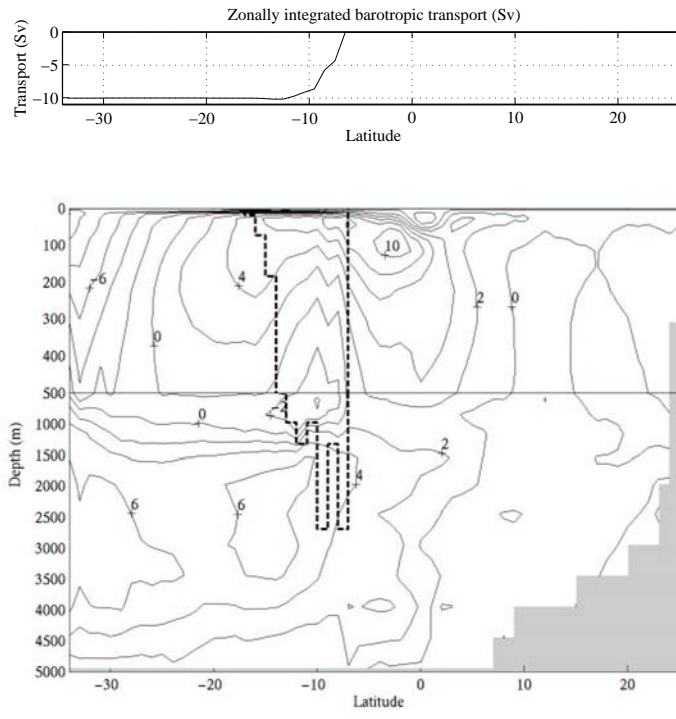 Zonally integrated barotropic transport (Sv)
Transport (Sv)
0
−5
−10
−30 −20 −10 0 10 20
Latitude
Depth (m)
0
100
200
300
400
500
1000
1500
2000
2500
3000
3500
4000
4500
5000
−6 4 10 2 0
0
0 −2 2
6 6 4
−30 −20 −10 0 10 20
Latitude